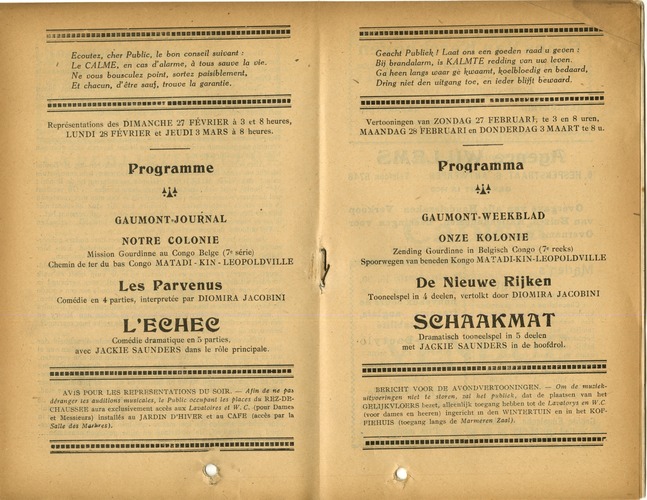 Ecoutez, cher Public, le bon conseil suivant :
Le CALME, en cas d'alarme, à tous sauve la vie.
Ne vous bousculez point, sortez paisiblement,
Et chacun, d'être sauf, trouve la garantie.
Représentations des DIMANCHE 27 FÉVRIER à 3 et 8 heures,
LUNDI 28 FÉVRIER et JEUDI 3 MARS à 8 heures.
Programme
GAUMONT-JOURNAL
NOTRE COLONIE
Mission Gourdinne au Congo Belge (7e série)
Chemin de fer du bas Congo MATADI - KIN - LEOPOLDVILLE
Les Parvenus
Comédie en 4 parties, interpretée par DIOMIRA JACOBINI
L'ECHEC
Comédie dramatique en 5 parties,
avec JACKIE SAUNDERS dans le rôle principale.
AVIS POUR LES REPRESENTATIONS DU SOIR. — Afin de ne pas
déranger les auditions musicales, le Public occupant les places du REZ-DE-
CHAUSSEE aura exclusivement accès aux Lavatoires et W. C. (pour Dames
et Messieurs) installés au JARDIN D'HIVER et au CAFE (accès par la
Salle des Marbres).
Geacht Publiek ! Laat ons een goeden raad u geven :
Bij brandalarm, is KALMTE redding van uw leven.
Ga heen langs waar ge kwaamt, koelbloedig en bedaard,
Dring niet den uitgang toe, en ieder blijft bewaard.
Vertooningen van ZONDAG 27 FEBRUARI; te 3 en 8 uren,
MAANDAG 28 FEBRUARI en DONDERDAG 3 MAART te 8 u.
Programma
GAUMONT-WEEKBLAD
ONZE KOLONIE
Zending Gourdinne in Belgisch Congo (7e reeks)
Spoorwegen van beneden Kongo MATADI-KIN-LEOPOLDVILLE
De Nieuwe Rijken
Tooneelspel in 4 deelen, vertolkt door DIOMIRA JACOBINI
SCHAAKMAT
Dramatisch tooneelspel in 5 deelen
met JACKIE SAUNDERS in de hoofdrol.
BERICHT VOOR DE AVONDVERTOONINGEN. — Om de muziek-
uitvoeringen niet te storen, zal het publiek, dat de plaatsen van het
GELIJKVLOERS bezet, alleenlijk toegang hebben tot de Lavatorys en W.C
(voor dames en heeren) ingericht in den WINTERTUIN en in het KOF-
FIEHUIS (toegang langs de Marmeren Zaal).